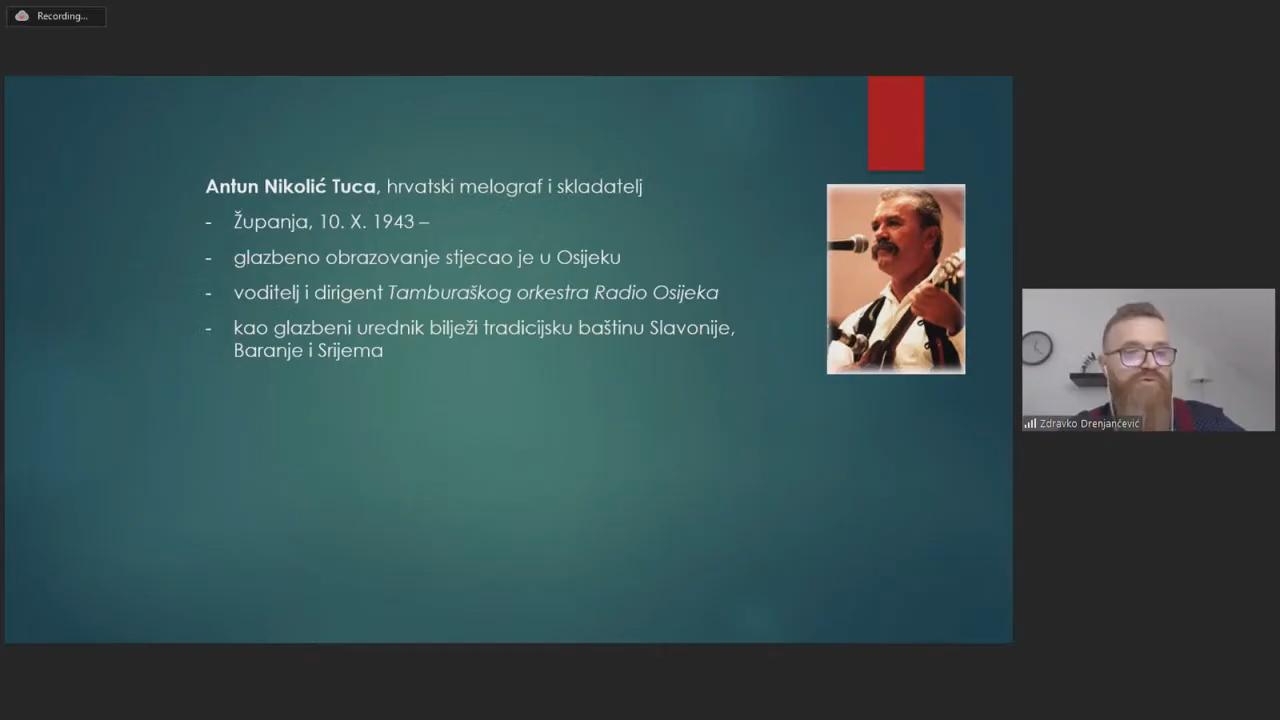 Recording...
Antun Nikolić Tuca, hrvatski melograf i skladatelj
- Županja, 10. X. 1943 –
- glazbeno obrazovanje stjecao je u Osijeku
- voditelj i dirigent Tamburaškog orkestra Radio Osijeka
- kao glazbeni urednik bilježi tradicijsku baštinu Slavonije,
Baranje i Srijema
Zdravko Drenjančević